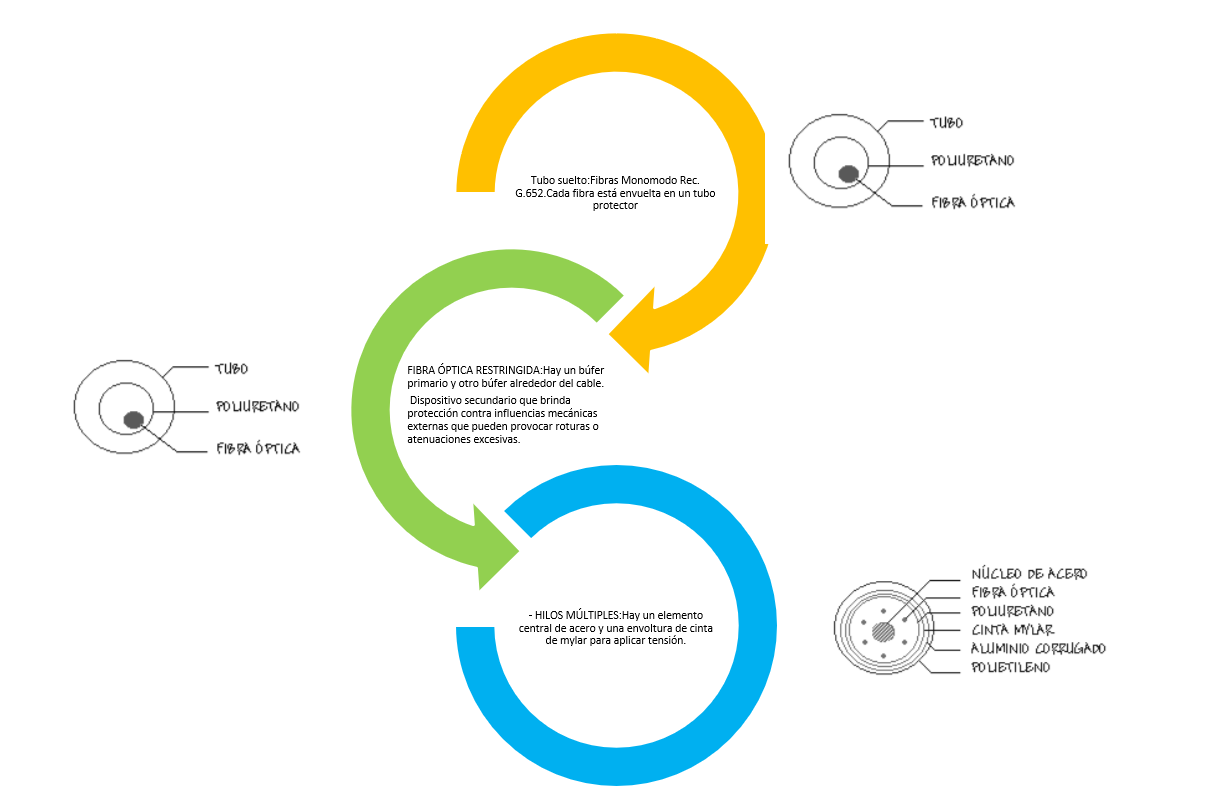 TUBO
POLIURETANO
FIBRA ÓPTICA
Tubo suelto:Fibras Monomodo Rec.
G.652.Cada fibra está envuelta en un tubo
protector
FIBRA ÓPTICA RESTRINGIDA:Hay un búfer
primario y otro búfer alrededor del cable.
Dispositivo secundario que brinda
protección contra influencias mecánicas
externas que pueden provocar roturas o
atenuaciones excesivas.
TUBO
POLIURETANO
FIBRA ÓPTICA
- HILOS MÚLTIPLES:Hay un elemento
central de acero y una envoltura de cinta
de mylar para aplicar tensión.
NÚCLEO DE ACERO
FIBRA ÓPTICA
POLIURETANO
CINTA MYLAR
ALUMINIO CORRUGADO
POLIETILENO